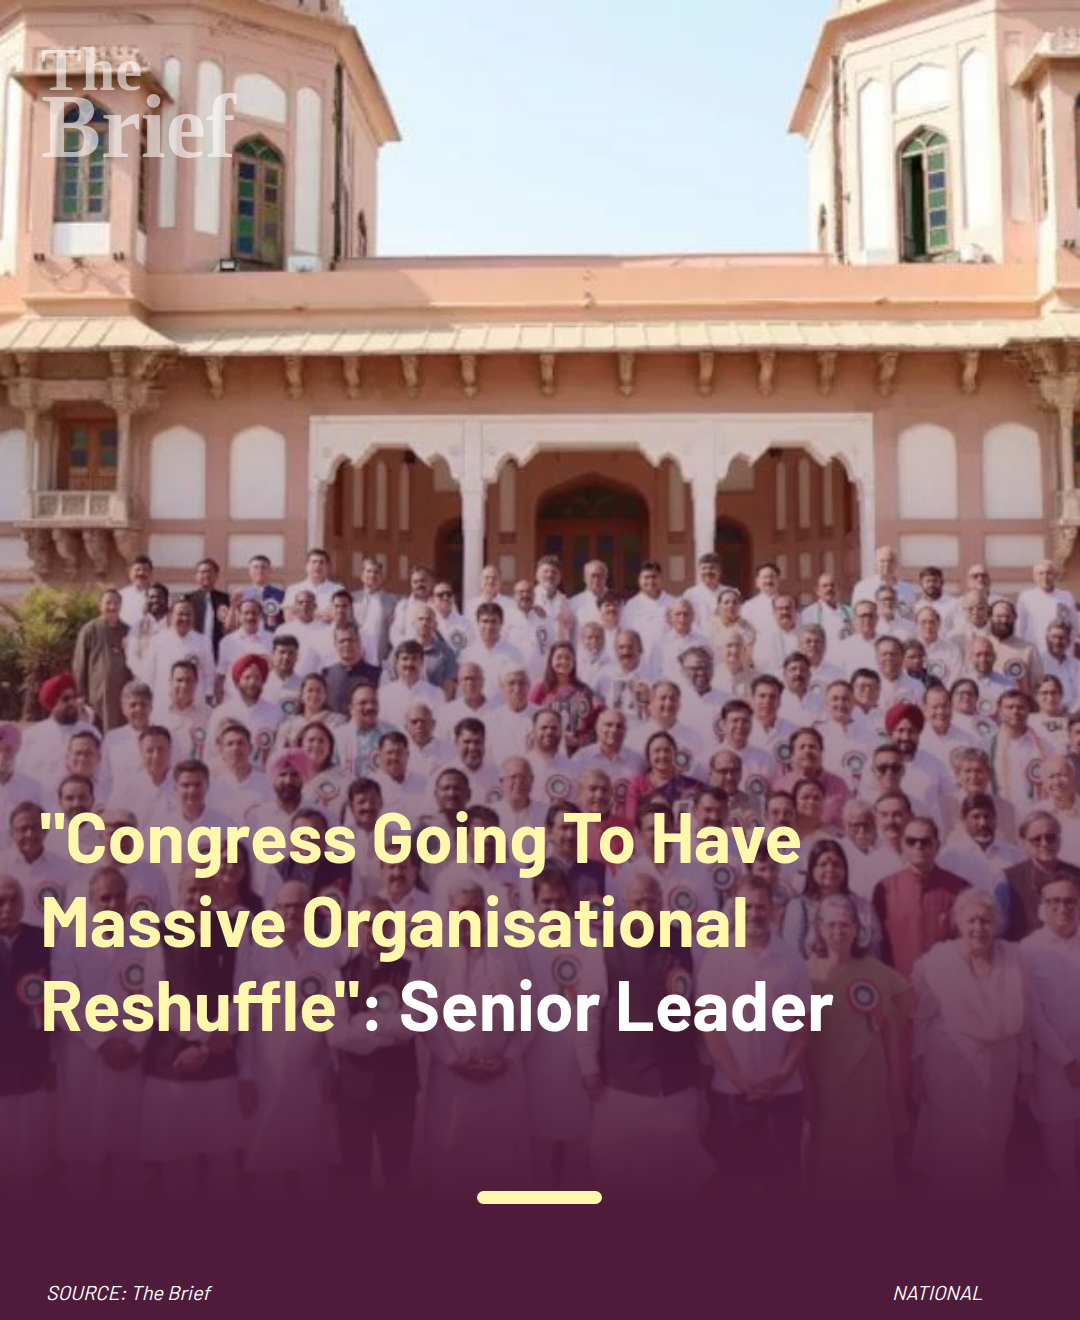 The
Brief
"Congress Going To Have
Massive Organisational
Reshuffle": Senior Leader
SOURCE: The Brief
NATIONAL